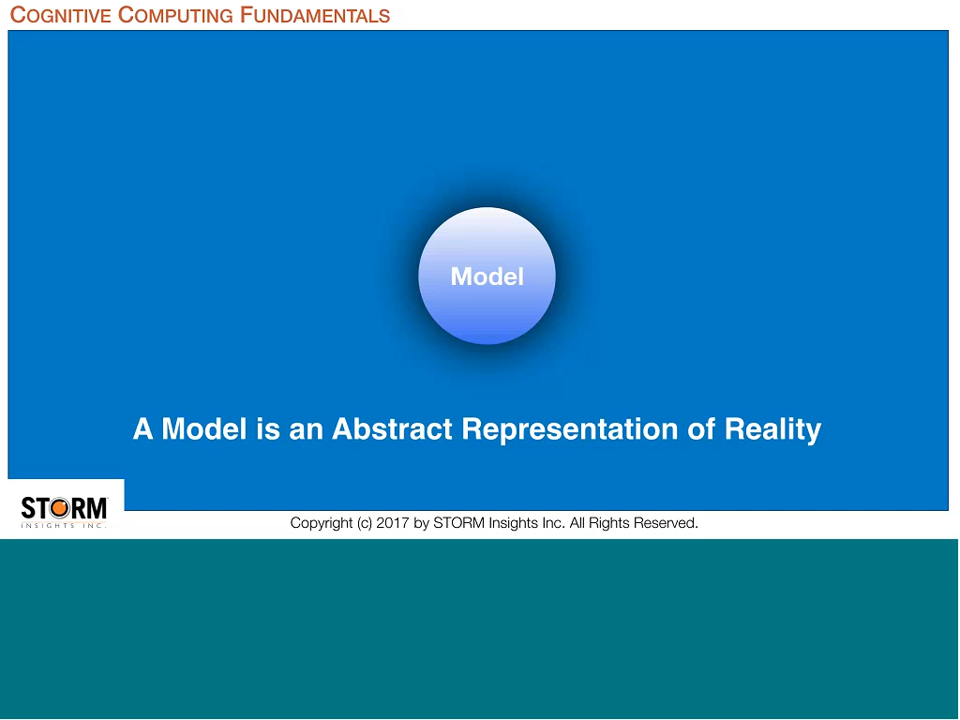 COGNITIVE COMPUTING FUNDAMENTALS
Model
A Model is an Abstract Representation of Reality
STORM
INSIGHTS INC.
Copyright (c) 2017 by STORM Insights Inc. All Rights Reserved.